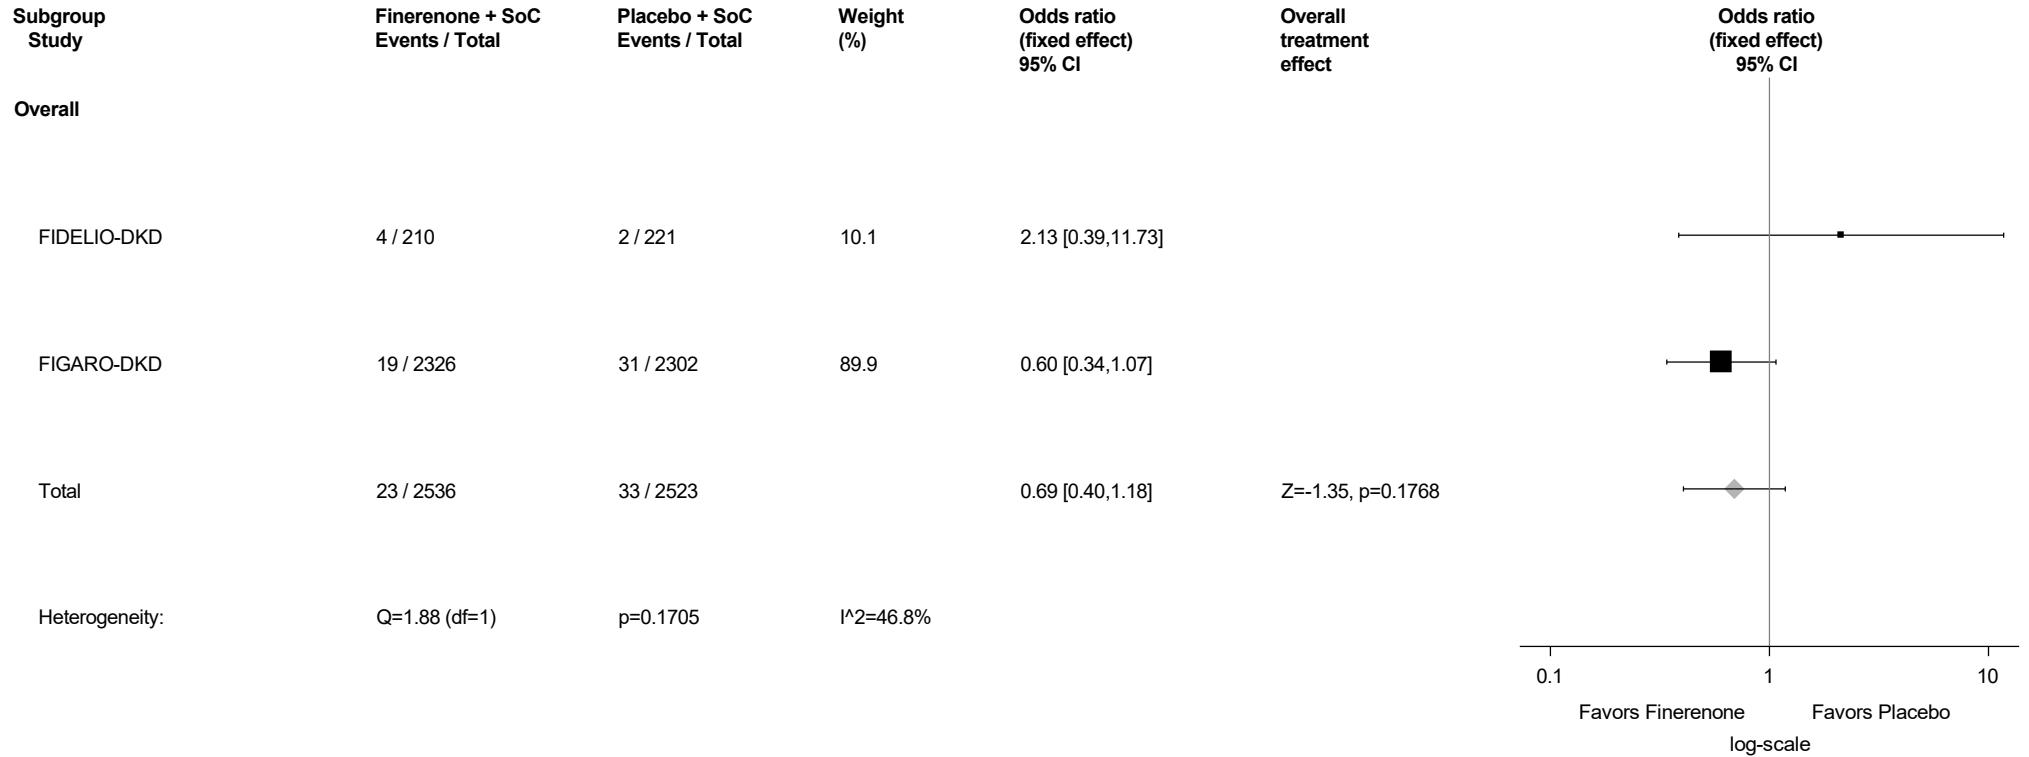 Subgroup Finerenone + SoC Placebo + SoC Weight Odds ratio Overall Odds ratio
Study Events / Total Events / Total (%) (fixed effect) treatment (fixed effect)
95% CI effect 95% CI
Overall
FIDELIO-DKD 4 / 210 2 / 221 10.1 2.13 [0.39,11.73]
FIGARO-DKD 19 / 2326 31 / 2302 89.9 0.60 [0.34,1.07]
Total 23 / 2536 33 / 2523 0.69 [0.40,1.18] Z=-1.35, p=0.1768
Heterogeneity: Q=1.88 (df=1) p=0.1705 I^2=46.8%
0.1 1 10
Favors Finerenone Favors Placebo
log-scale